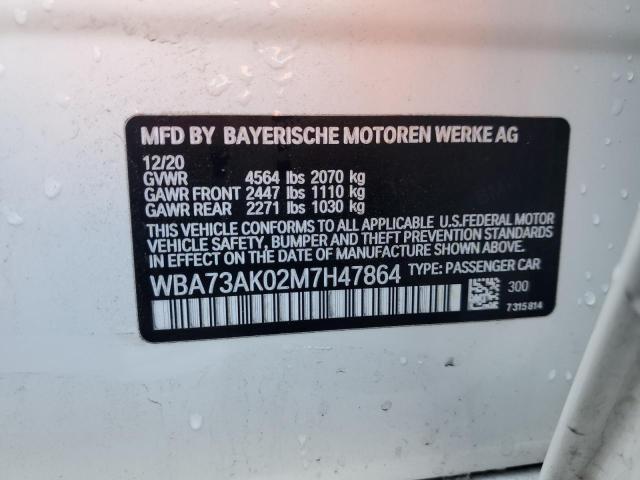 MFD BY BAYERISCHE MOTOREN WERKE AG
12/20
GVWR 4564 lbs 2070 kg
GAWR FRONT 2447 lbs 1110 kg
GAWR REAR 2271 lbs 1030 kg
THIS VEHICLE CONFORMS TO ALL APPLICABLE U.S.FEDERAL MOTOR
VEHICLE SAFETY, BUMPER AND THEFT PREVENTION STANDARDS
IN EFFECT ON THE DATE OF MANUFACTURE SHOWN ABOVE.
WBA73AK02M7H47864 TYPE: PASSENGER CAR
300
7315814